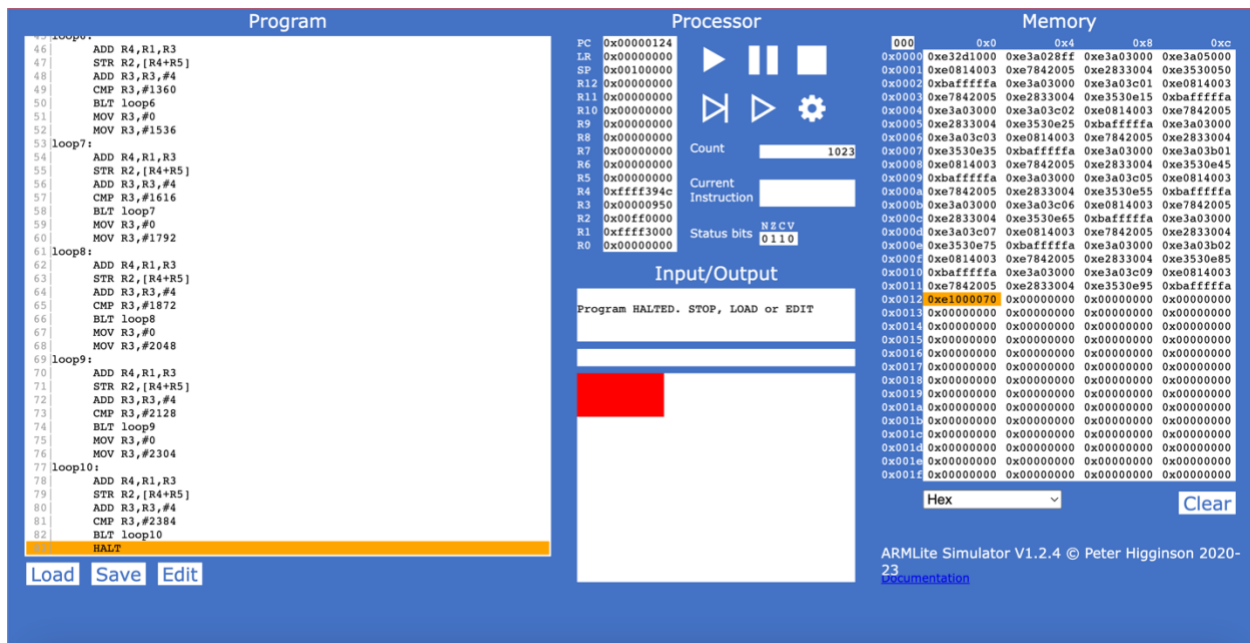 Program
45 loop6:
46 ADD R4,R1,R3
47 STR R2,[R4+R5]
48 ADD R3,R3,#4
49 CMP R3,#1360
50 BLT loop6
51 MOV R3,#0
52 MOV R3,#1536
53 loop7:
54 ADD R4,R1,R3
55 STR R2,[R4+R5]
56 ADD R3,R3,#4
57 CMP R3,#1616
58 BLT loop7
59 MOV R3,#0
60 MOV R3,#1792
61 loop8:
62 ADD R4,R1,R3
63 STR R2,[R4+R5]
64 ADD R3,R3,#4
65 CMP R3,#1872
66 BLT loop8
67 MOV R3,#0
68 MOV R3,#2048
69 loop9:
70 ADD R4,R1,R3
71 STR R2,[R4+R5]
72 ADD R3,R3,#4
73 CMP R3,#2128
74 BLT loop9
75 MOV R3,#0
76 MOV R3,#2304
77 loop10:
78 ADD R4,R1,R3
79 STR R2,[R4+R5]
80 ADD R3,R3,#4
81 CMP R3,#2384
82 BLT loop10
HALT
Load Save Edit
Processor
PC 0x00000124
LR 0x00000000
SP 0x00100000
R12 0x00000000
R11 0x00000000
R10 0x00000000
R9 0x00000000
R8 0x00000000
R7 0x00000000
R6 0x00000000
R5 0x00000000
R4 0xffff394c
R3 0x00000950
R2 0x00ff0000
R1 0xffff3000
R0 0x00000000
Count 1023
Current
Instruction
NZCV
Status bits 0110
Input/Output
Program HALTED. STOP, LOAD or EDIT
Memory
000 0x0 0x4 0x8 0xc
0x0000 0xe32d1000 0xe3a028ff 0xe3a03000 0xe3a05000
0x0001 0xe0814003 0xe7842005 0xe2833004 0xe3530050
0x0002 0xbafffffa 0xe3a03000 0xe3a03c01 0xe0814003
0x0003 0xe7842005 0xe2833004 0xe3530e15 0xbafffffa
0x0004 0xe3a03000 0xe3a03c02 0xe0814003 0xe7842005
0x0005 0xe2833004 0xe3530e25 0xbafffffa 0xe3a03000
0x0006 0xe3a03c03 0xe0814003 0xe7842005 0xe2833004
0x0007 0xe3530e35 0xbafffffa 0xe3a03000 0xe3a03b01
0x0008 0xe0814003 0xe7842005 0xe2833004 0xe3530e45
0x0009 0xbafffffa 0xe3a03000 0xe3a03c05 0xe0814003
0x000a 0xe7842005 0xe2833004 0xe3530e55 0xbafffffa
0x000b 0xe3a03000 0xe3a03c06 0xe0814003 0xe7842005
0x000c 0xe2833004 0xe3530e65 0xbafffffa 0xe3a03000
0x000d 0xe3a03c07 0xe0814003 0xe7842005 0xe2833004
0x000e 0xe3530e75 0xbafffffa 0xe3a03000 0xe3a03b02
0x000f 0xe0814003 0xe7842005 0xe2833004 0xe3530e85
0x0010 0xbafffffa 0xe3a03000 0xe3a03c09 0xe0814003
0x0011 0xe7842005 0xe2833004 0xe3530e95 0xbafffffa
0x0012 0xe1000070 0x00000000 0x00000000 0x00000000
0x0013 0x00000000 0x00000000 0x00000000 0x00000000
0x0014 0x00000000 0x00000000 0x00000000 0x00000000
0x0015 0x00000000 0x00000000 0x00000000 0x00000000
0x0016 0x00000000 0x00000000 0x00000000 0x00000000
0x0017 0x00000000 0x00000000 0x00000000 0x00000000
0x0018 0x00000000 0x00000000 0x00000000 0x00000000
0x0019 0x00000000 0x00000000 0x00000000 0x00000000
0x001a 0x00000000 0x00000000 0x00000000 0x00000000
0x001b 0x00000000 0x00000000 0x00000000 0x00000000
0x001c 0x00000000 0x00000000 0x00000000 0x00000000
0x001d 0x00000000 0x00000000 0x00000000 0x00000000
0x001e 0x00000000 0x00000000 0x00000000 0x00000000
0x001f 0x00000000 0x00000000 0x00000000 0x00000000
Hex Clear
ARMLite Simulator V1.2.4 © Peter Higginson 2020-
23
Documentation